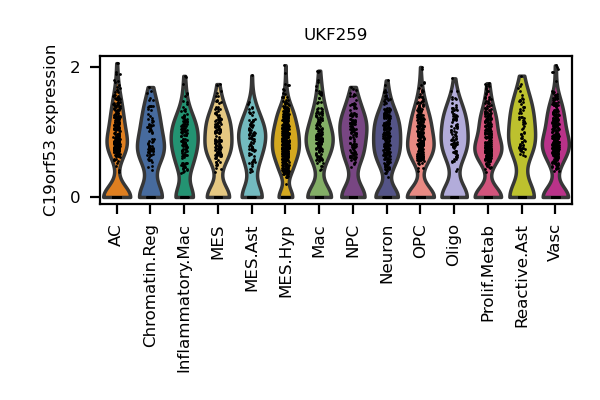 UKF259
C19orf53 expression
2
0
AC
Chromatin.Reg
Inflammatory.Mac
MES
MES.Ast
MES.Hyp
Mac
NPC
Neuron
OPC
Oligo
Prolif.Metab
Reactive.Ast
Vasc